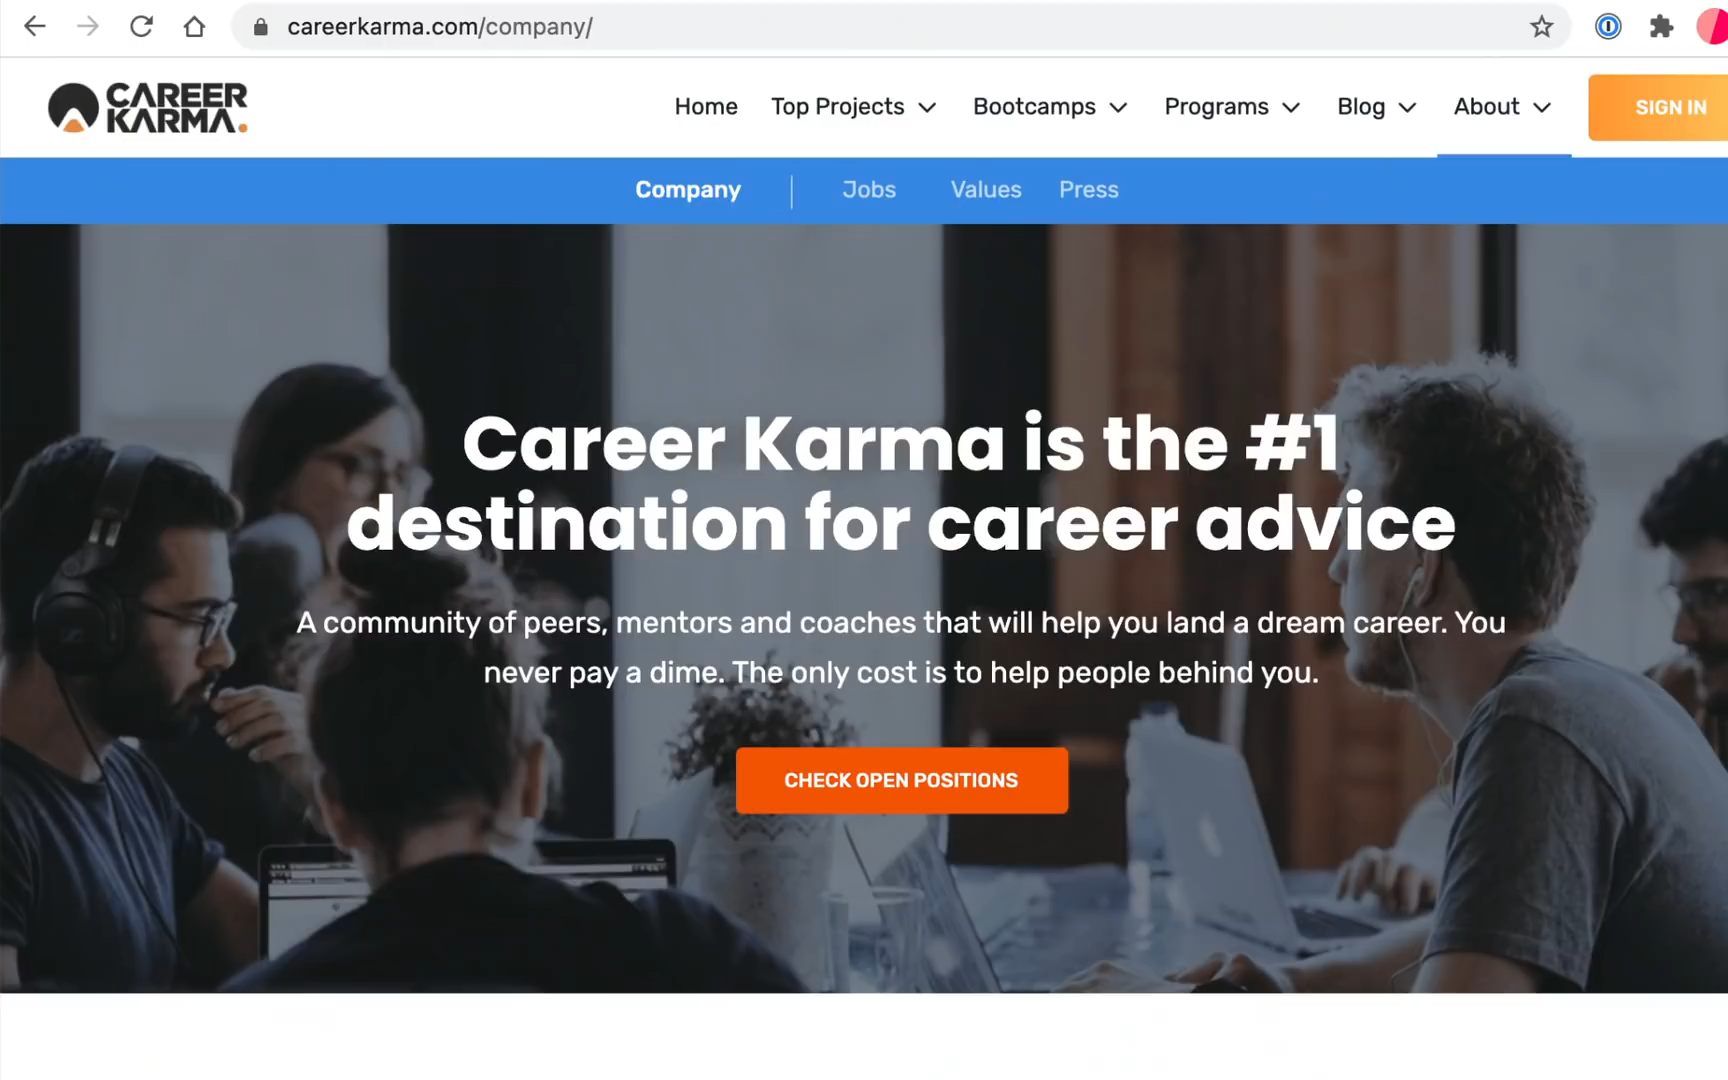 careerkarma.com/company/
CAREER
KARMA.
Home Top Projects Bootcamps Programs Blog About SIGN IN
Company Jobs Values Press
Career Karma is the #1
destination for career advice
A community of peers, mentors and coaches that will help you land a dream career. You
never pay a dime. The only cost is to help people behind you.
CHECK OPEN POSITIONS